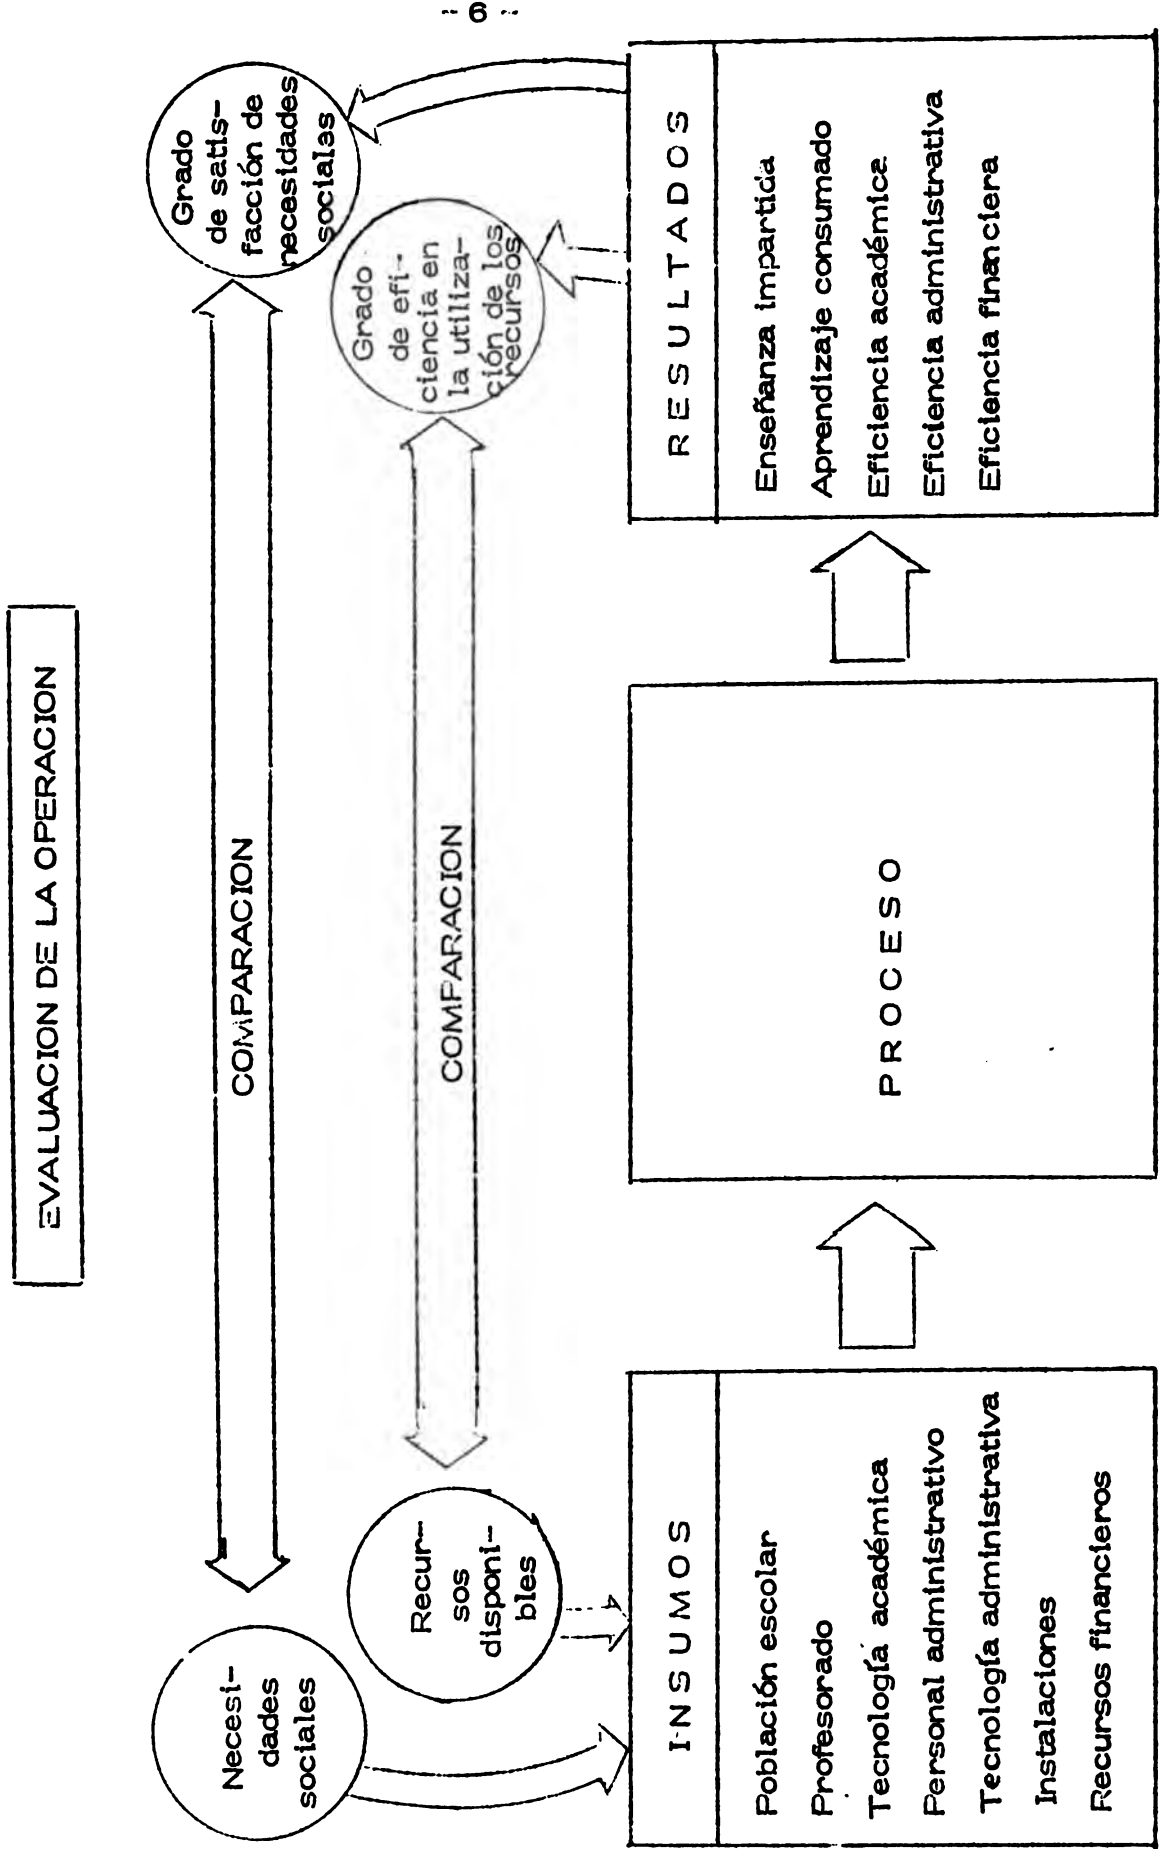 - 6 -
EVALUACION DE LA OPERACION
COMPARACION
COMPARACION
Necesi-
dades
sociales
Recur-
sos
disponi-
bles
Grado
de satis-
facción de
necesidades
sociales
Grado
de efi-
ciencia en
la utiliza-
ción de los
recursos
INSUMOS
Población escolar
Profesorado
Tecnología académica
Personal administrativo
Tecnología administrativa
Instalaciones
Recursos financieros
PROCESO
RESULTADOS
Enseñanza impartida
Aprendizaje consumado
Eficiencia académica
Eficiencia administrativa
Eficiencia financiera